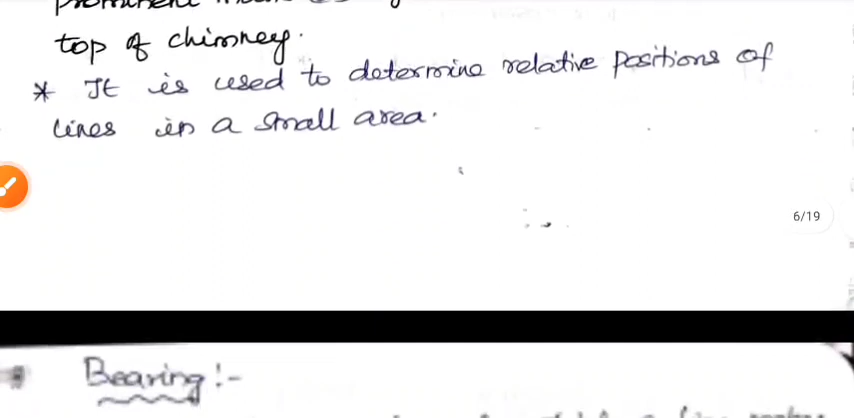 top of chimney.
* It is used to determine relative positions of
lines in a small area.
6/19
Bearing :-